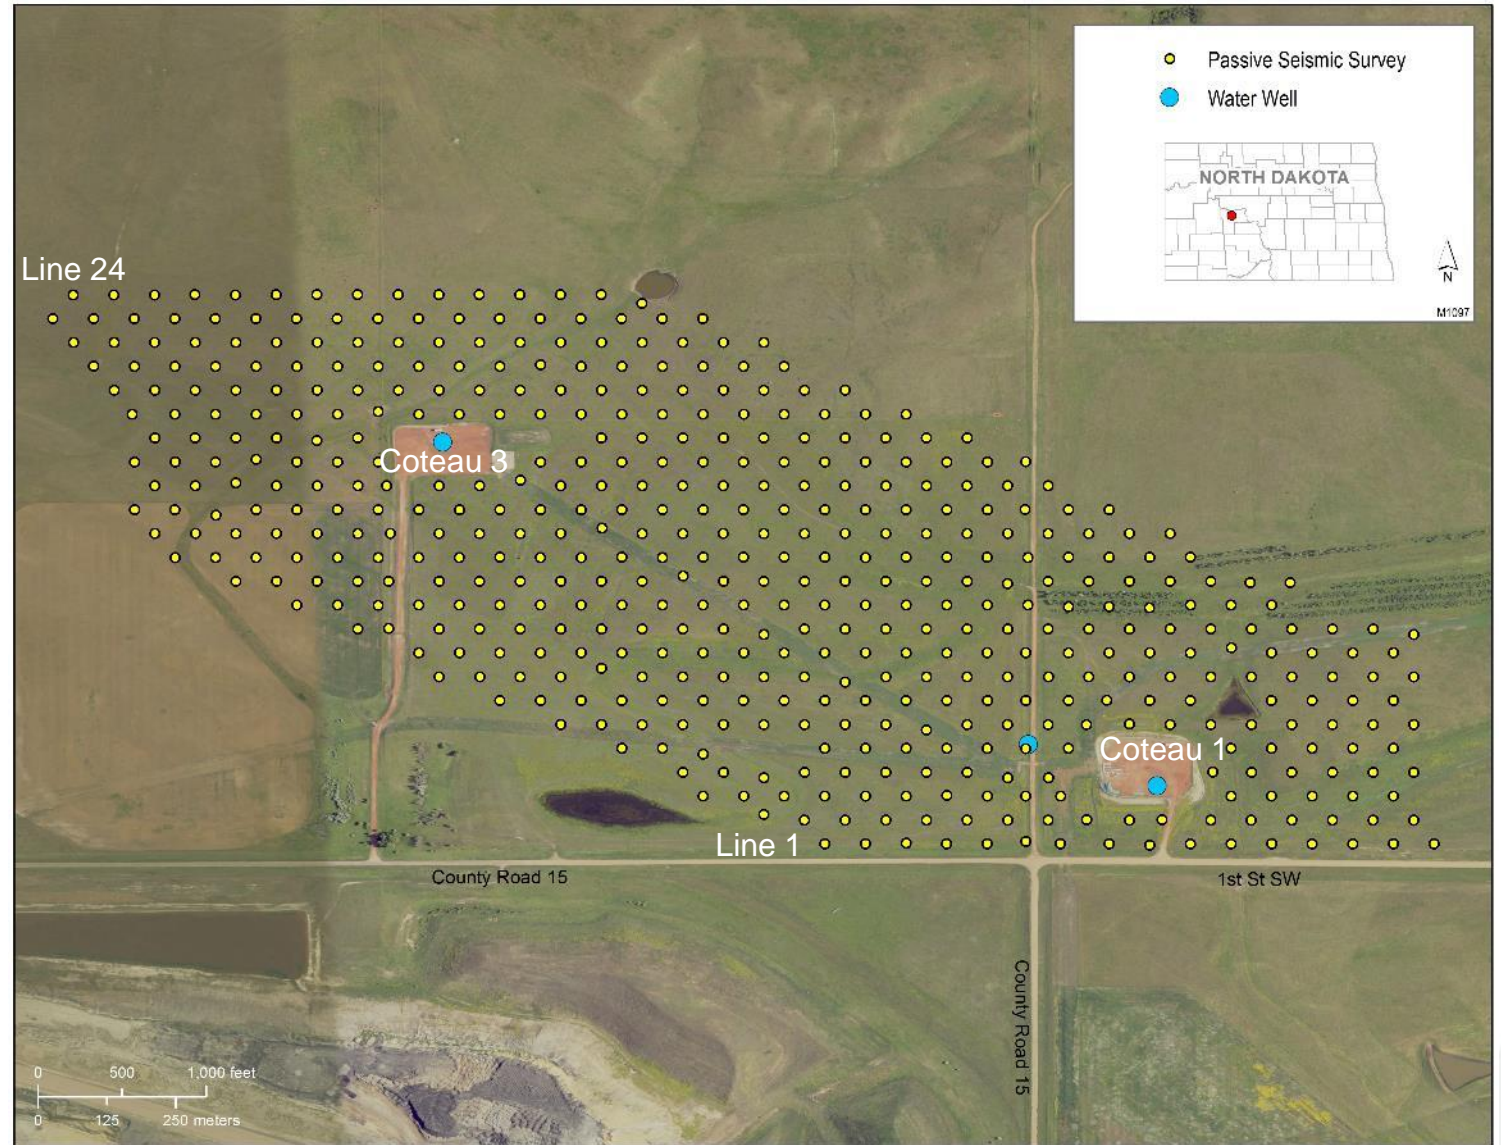 Passive Seismic Survey
Water Well
NORTH DAKOTA
N
M1097
Line 24
Coteau 3
Coteau 1
Line 1
County Road 15
1st St SW
County Road 15
0 500 1,000 feet
0 125 250 meters